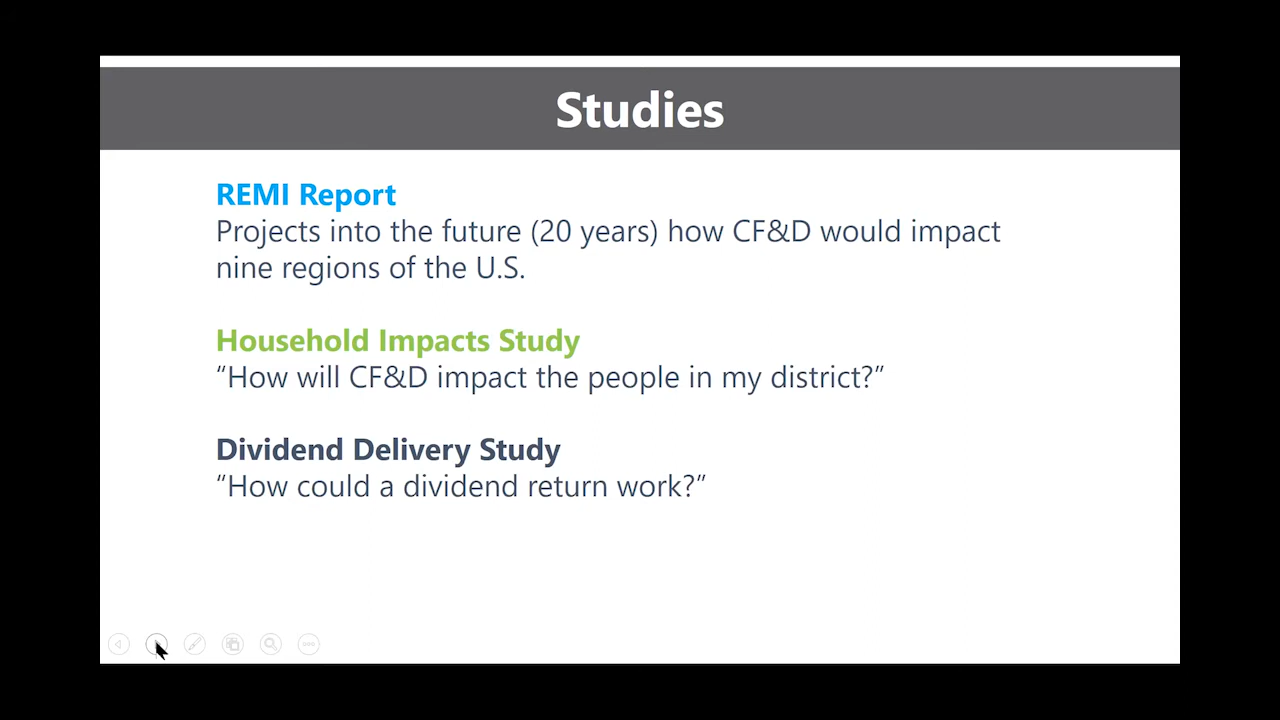 Studies
REMI Report
Projects into the future (20 years) how CF&D would impact
nine regions of the U.S.
Household Impacts Study
“How will CF&D impact the people in my district?”
Dividend Delivery Study
“How could a dividend return work?”